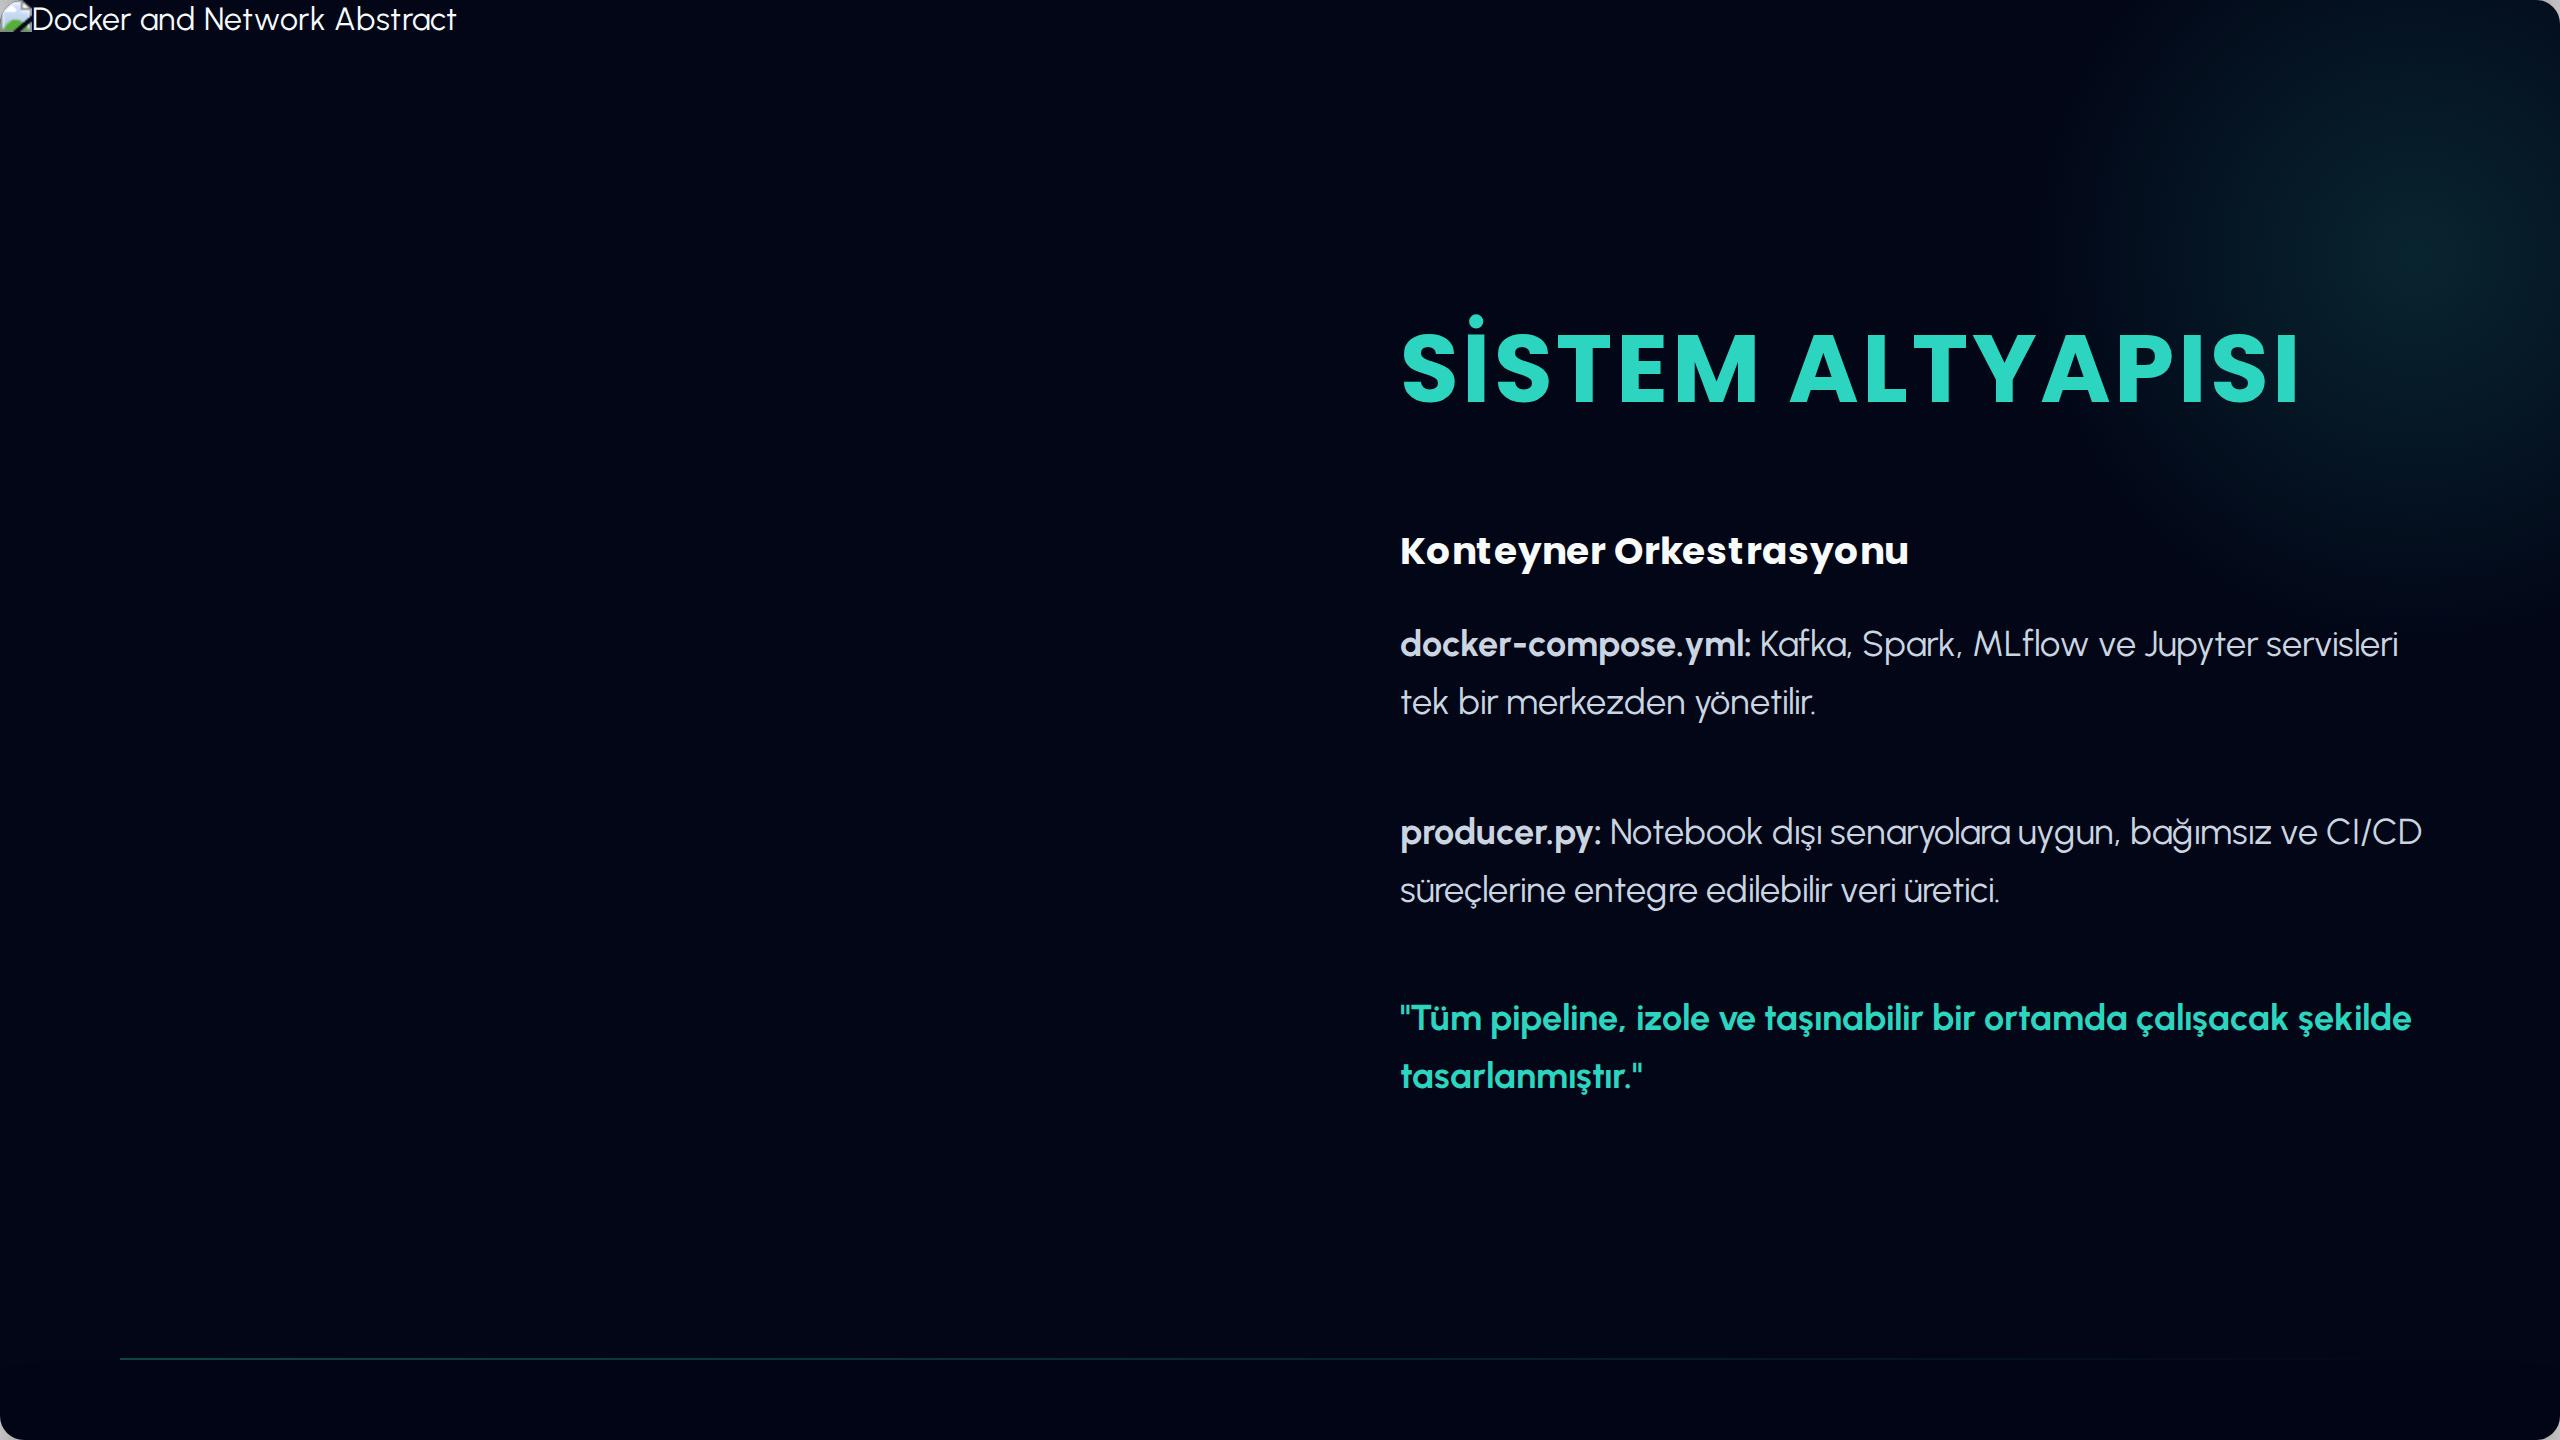 Docker and Network Abstract
SİSTEM ALTYAPISI
Konteyner Orkestrasyonu
docker-compose.yml: Kafka, Spark, MLflow ve Jupyter servisleri
tek bir merkezden yönetilir.
producer.py: Notebook dışı senaryolara uygun, bağımsız ve CI/CD
süreçlerine entegre edilebilir veri üretici.
"Tüm pipeline, izole ve taşınabilir bir ortamda çalışacak şekilde
tasarlanmıştır."